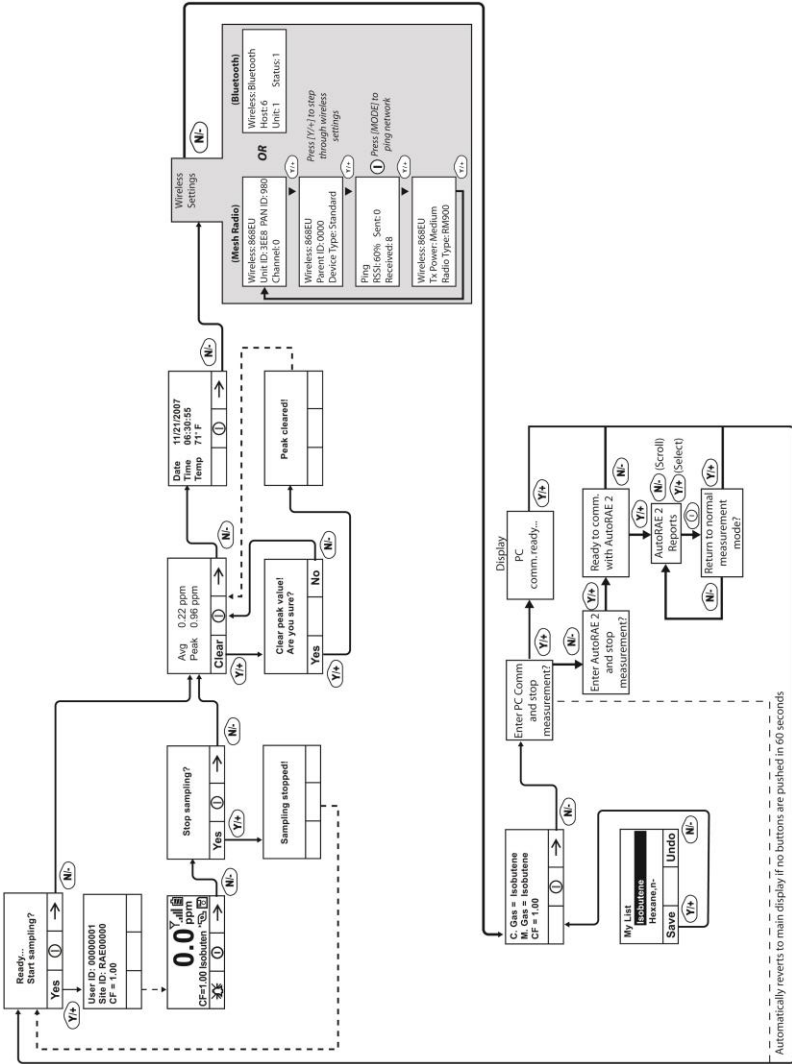 Ready...
Start sampling?
Yes
Y/+
N/-
User ID: 00000001
Site ID: RAE00000
CF = 1.00
0.0 ppm
CF=1.00 Isobuten
N/-
Stop sampling?
Yes
Y/+
N/-
Sampling stopped!
Avg 0.22 ppm
Peak 0.96 ppm
Clear
Y/+
N/-
Clear peak value!
Are you sure?
Yes
No
Y/+
N/-
Peak cleared!
Date 11/21/2007
Time 06:30:55
Temp 71° F
N/-
Wireless
Settings
N/-
(Mesh Radio)
Wireless:868EU
Unit ID: 3EE8 PAN ID: 980
Channel:0
Y/+
OR
(Bluetooth)
Wireless:Bluetooth
Host:6
Unit:1 Status:1
Wireless:868EU
Parent ID:0000
Device Type: Standard
Y/+
Press [Y/+] to step
through wireless
settings
Ping
RSSI: 60% Sent:0
Received: 8
Y/+
Press [MODE] to
ping network
Wireless:868EU
Tx Power: Medium
Radio Type: RM900
Y/+
C. Gas = Isobutene
M. Gas = Isobutene
CF = 1.00
N/-
My List
Isobutene
Hexane,n-
Save
Undo
Y/+
N/-
Enter PC Comm
and stop
measurement?
Y/+
N/-
Display
PC
comm. ready...
Y/+
Enter AutoRAE 2
and stop
measurement?
Y/+
Ready to comm.
with AutoRAE 2
N/-
Y/+
AutoRAE 2
Reports
N/- (Scroll)
Y/+ (Select)
Return to normal
measurement
mode?
N/-
Y/+
Automatically reverts to main display if no buttons are pushed in 60 seconds